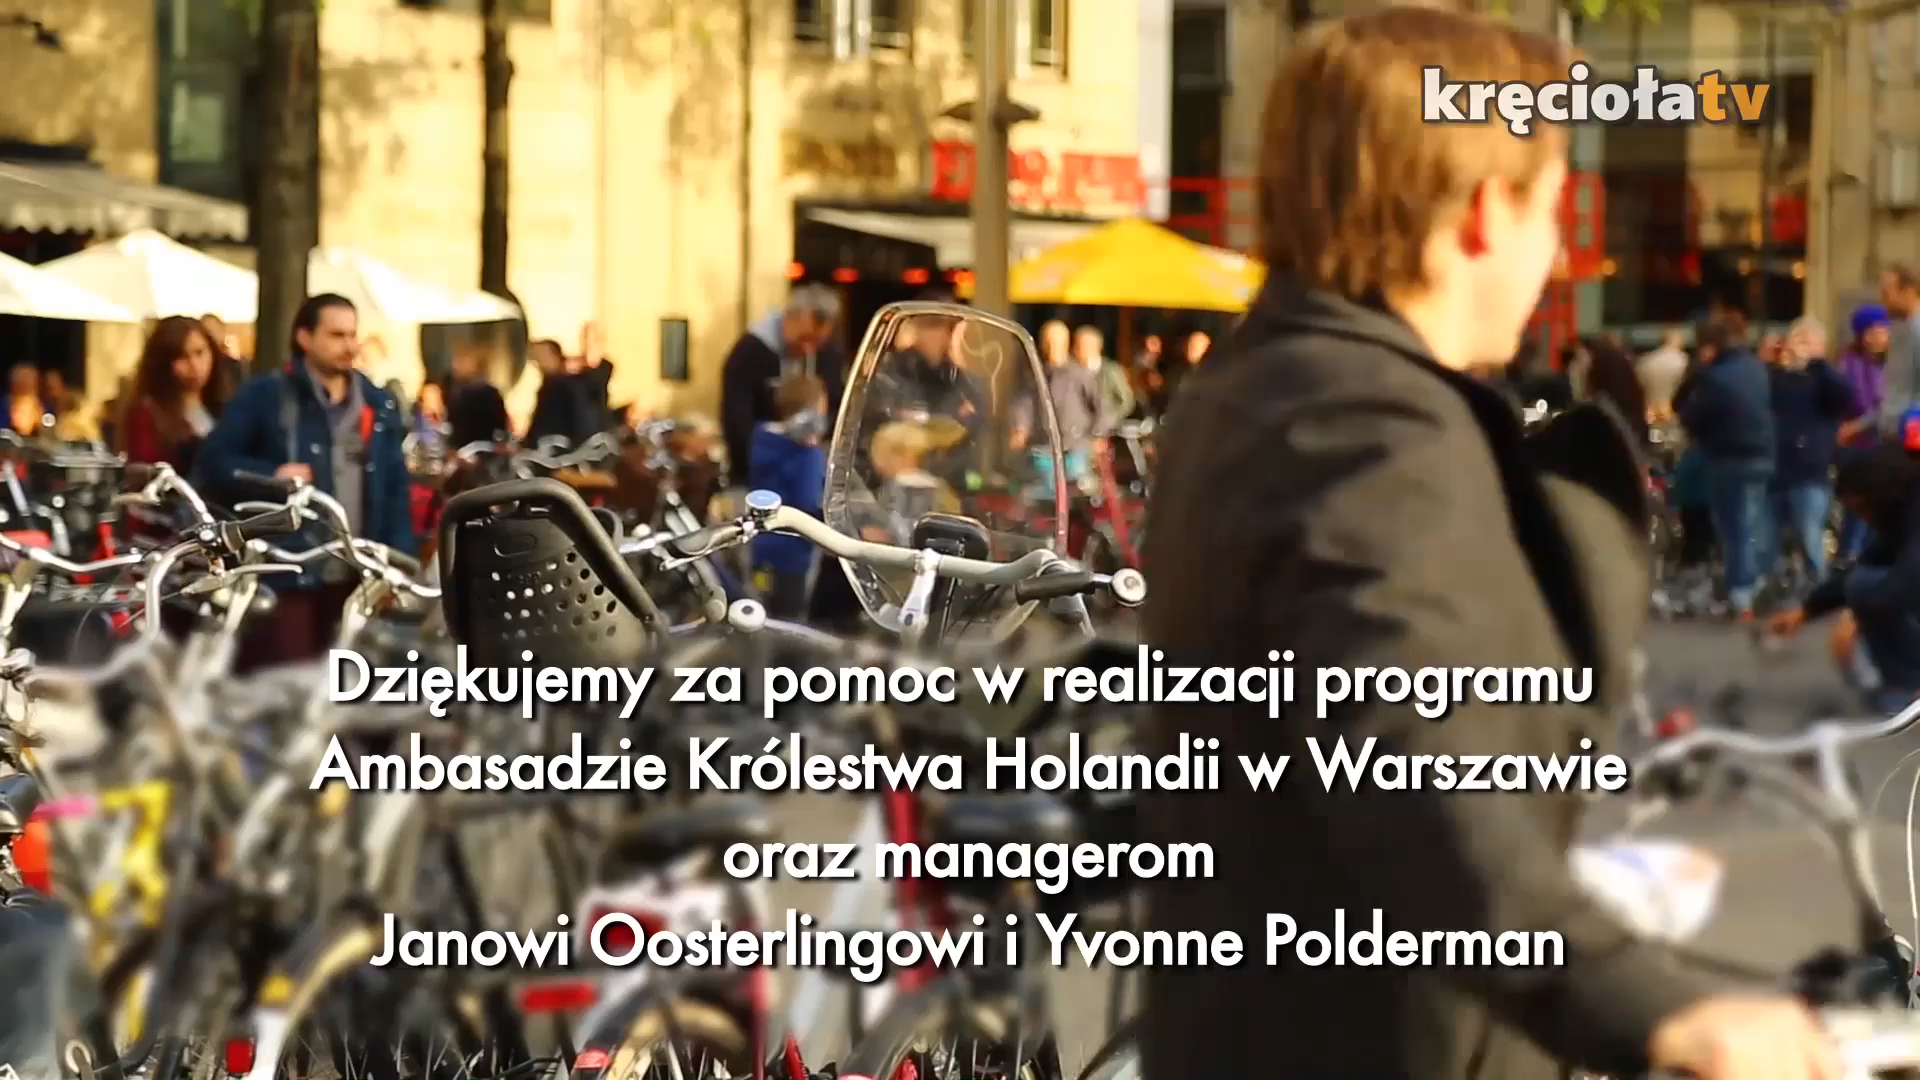 kręciołatv
Dziękujemy za pomoc w realizacji programu
Ambasadzie Królestwa Holandii w Warszawie
oraz managerom
Janowi Oosterlingowi i Yvonne Polderman